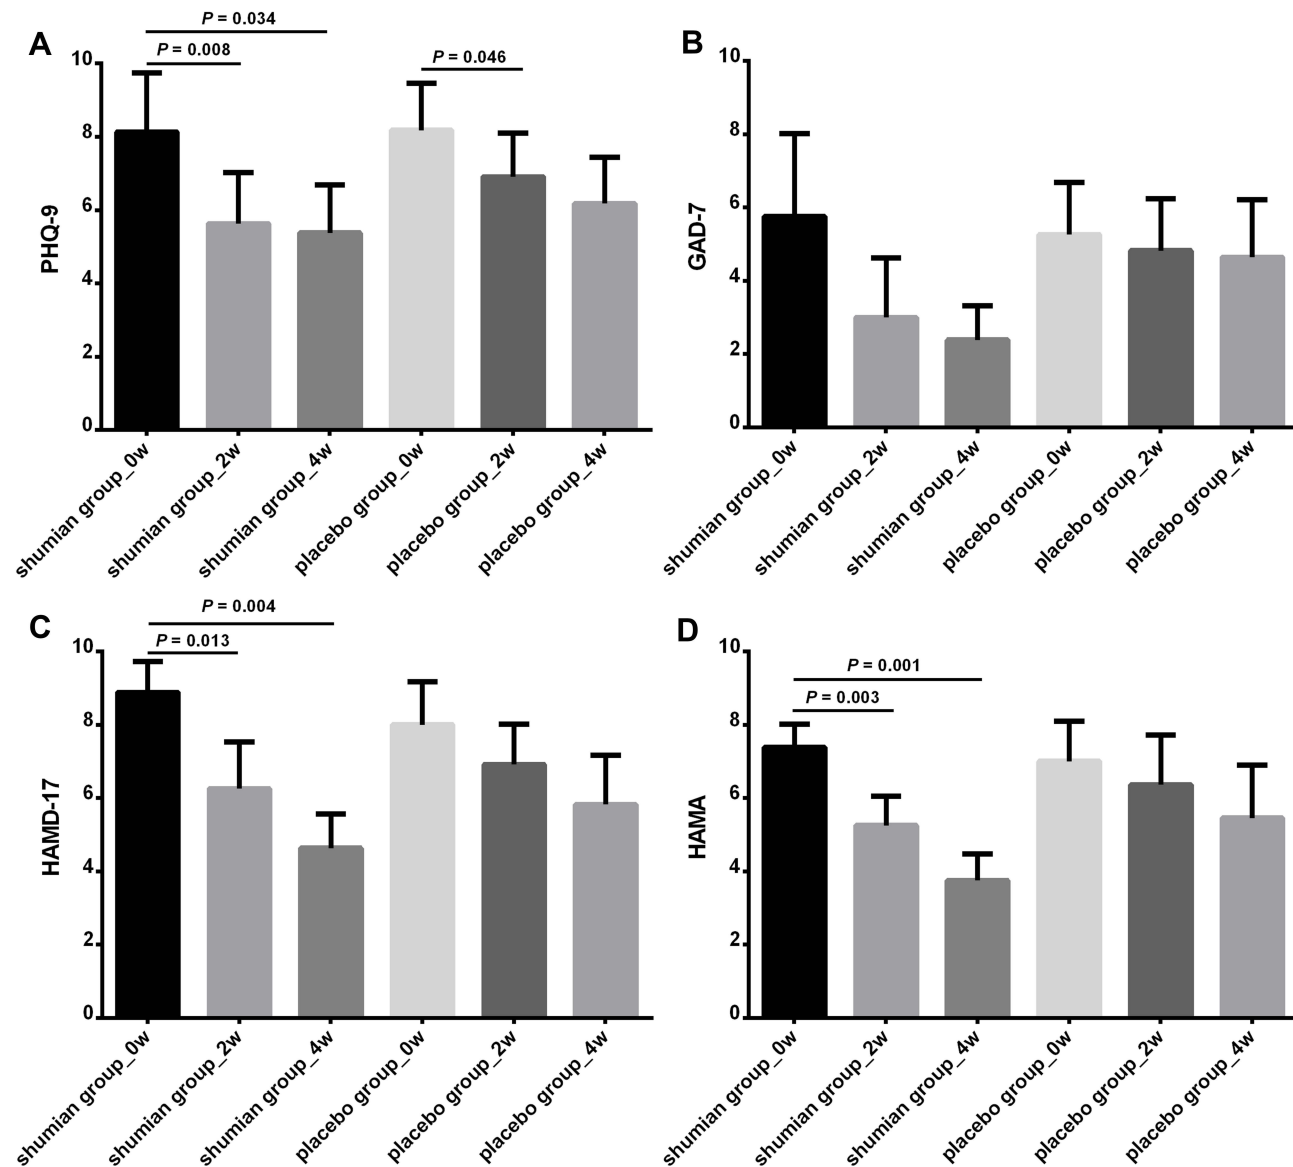 A
P = 0.034
P = 0.008
P = 0.046
10
8
6
4
2
0
PHQ-9
shumian group_0w
shumian group_2w
shumian group_4w
placebo group_0w
placebo group_2w
placebo group_4w
B
10
8
6
4
2
0
GAD-7
shumian group_0w
shumian group_2w
shumian group_4w
placebo group_0w
placebo group_2w
placebo group_4w
C
P = 0.004
P = 0.013
10
8
6
4
2
0
HAMD-17
shumian group_0w
shumian group_2w
shumian group_4w
placebo group_0w
placebo group_2w
placebo group_4w
D
P = 0.001
P = 0.003
10
8
6
4
2
0
HAMA
shumian group_0w
shumian group_2w
shumian group_4w
placebo group_0w
placebo group_2w
placebo group_4w